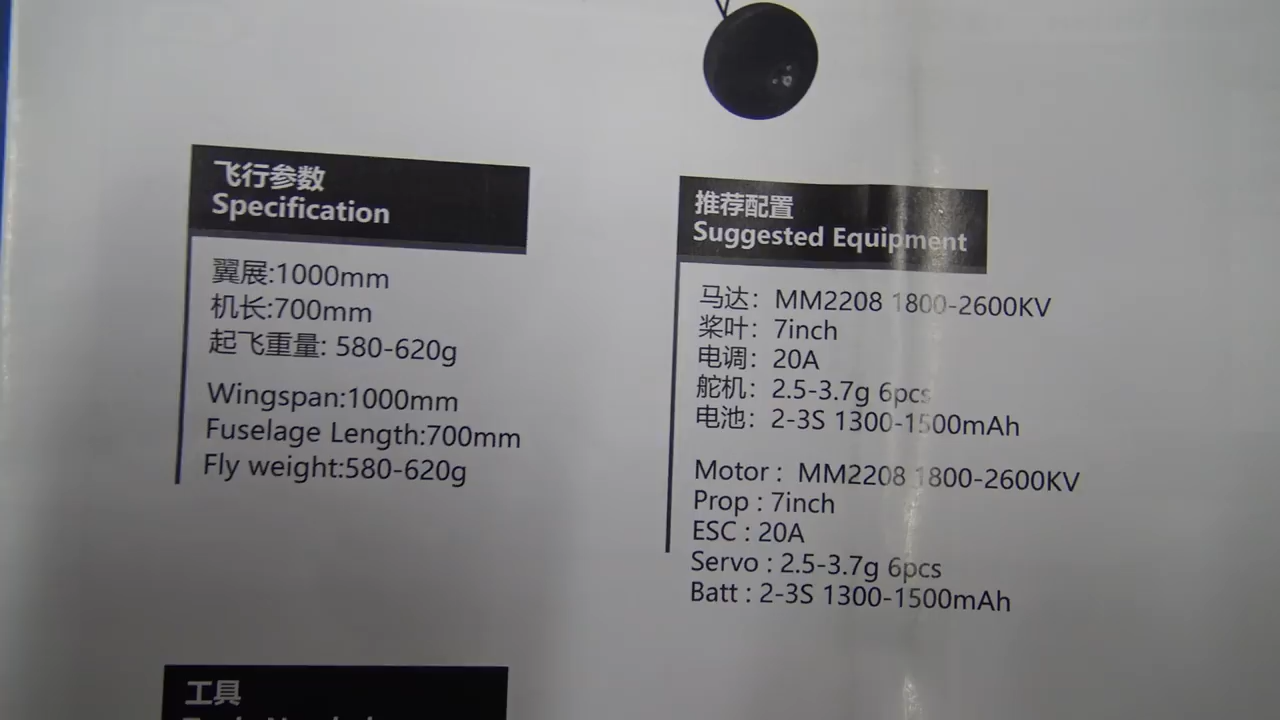 飞行参数
Specification
翼展:1000mm
机长:700mm
起飞重量: 580-620g
Wingspan:1000mm
Fuselage Length:700mm
Fly weight:580-620g
推荐配置
Suggested Equipment
马达：MM2208 1800-2600KV
桨叶：7inch
电调：20A
舵机：2.5-3.7g 6pcs
电池：2-3S 1300-1500mAh
Motor : MM2208 1800-2600KV
Prop : 7inch
ESC : 20A
Servo : 2.5-3.7g 6pcs
Batt : 2-3S 1300-1500mAh
工具